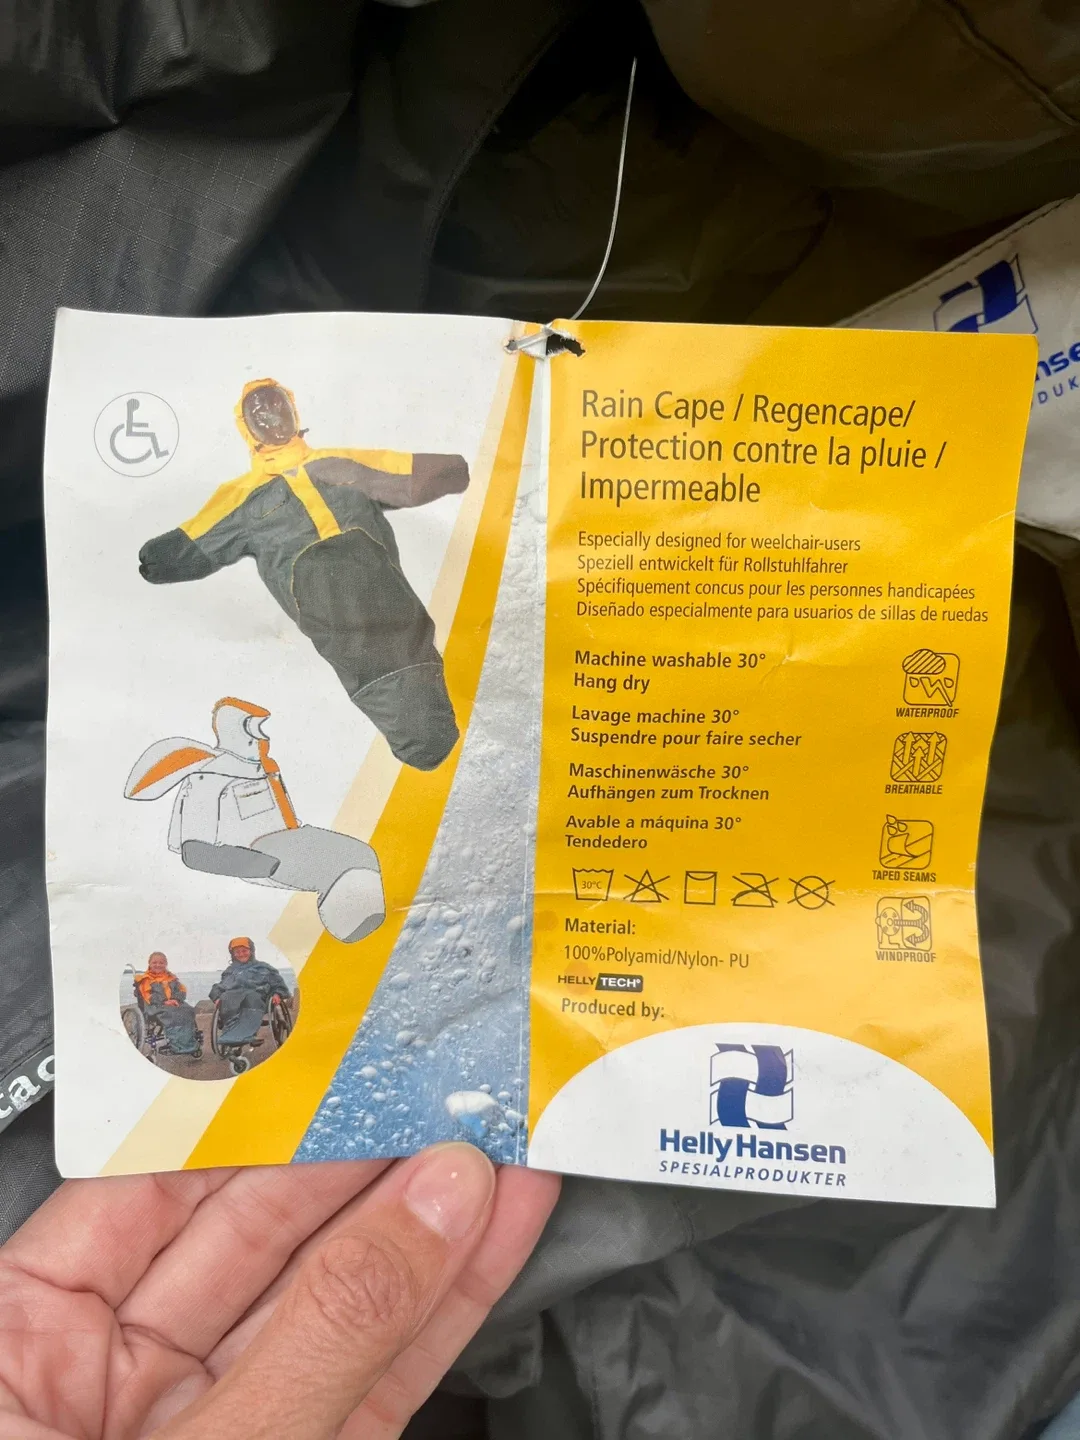 Rain Cape / Regencape/
Protection contre la pluie /
Impermeable
Especially designed for weelchair-users
Speziell entwickelt für Rollstuhlfahrer
Spécifiquement concus pour les personnes handicapées
Diseñado especialmente para usuarios de sillas de ruedas
Machine washable 30°
Hang dry
Lavage machine 30°
Suspendre pour faire secher
Maschinenwäsche 30°
Aufhängen zum Trocknen
Avable a máquina 30°
Tendedero
WATERPROOF
BREATHABLE
TAPED SEAMS
WINDPROOF
30°C
Material:
100%Polyamid/Nylon- PU
HELLY TECH®
Produced by:
Helly Hansen
SPESIALPRODUKTER